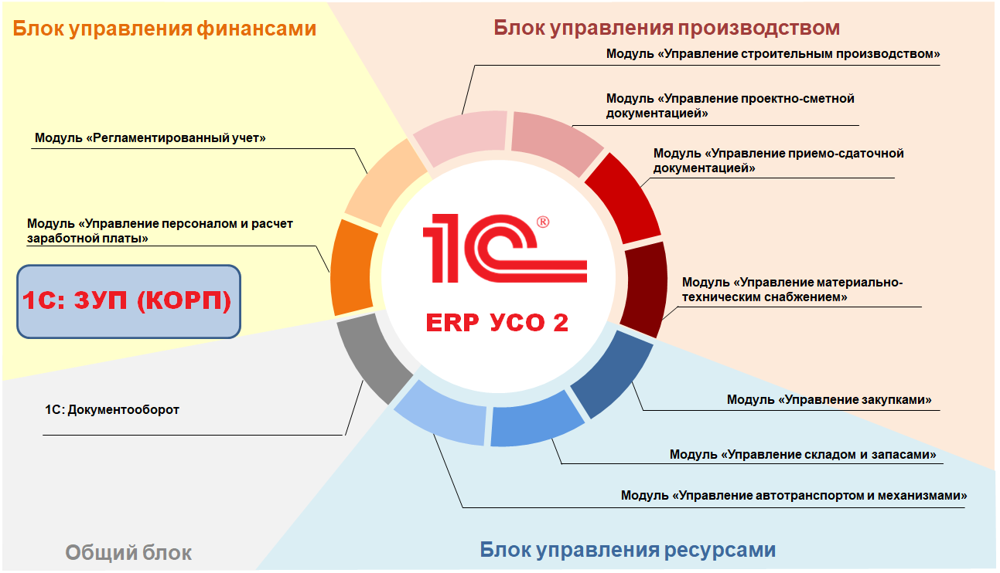 Блок управления финансами
Блок управления производством
Модуль «Управление строительным производством»
Модуль «Управление проектно-сметной
документацией»
Модуль «Регламентированный учет»
Модуль «Управление приемо-сдаточной
документацией»
Модуль «Управление персоналом и расчет
заработной платы»
1С®
1С: ЗУП (КОРП)
ERP УСО 2
Модуль «Управление материально-
техническим снабжением»
1С: Документооборот
Модуль «Управление закупками»
Модуль «Управление складом и запасами»
Модуль «Управление автотранспортом и механизмами»
Общий блок
Блок управления ресурсами